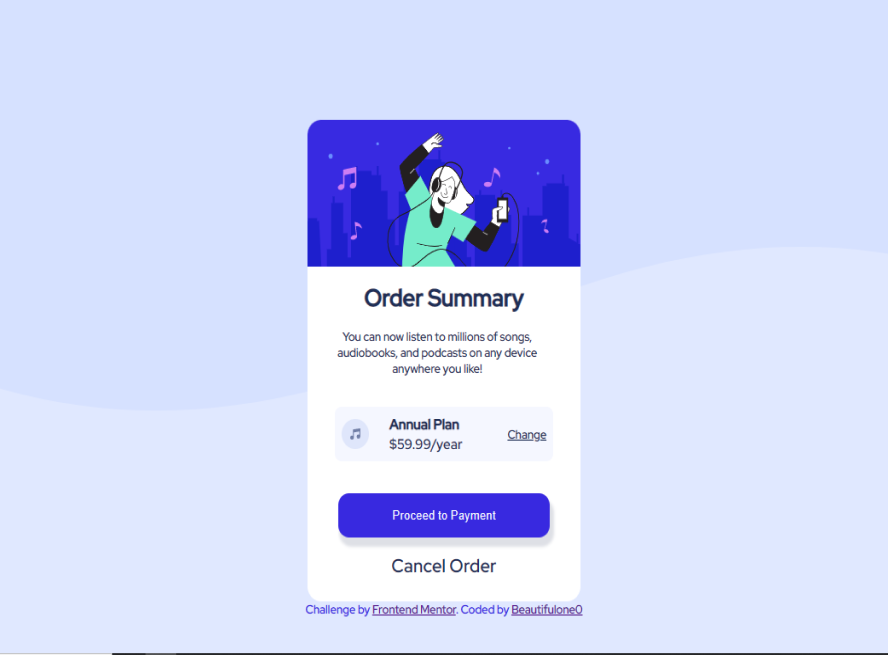 Order Summary
You can now listen to millions of songs,
audiobooks, and podcasts on any device
anywhere you like!
Annual Plan
$59.99/year
Change
Proceed to Payment
Cancel Order
Challenge by Frontend Mentor. Coded by Beautifulone0